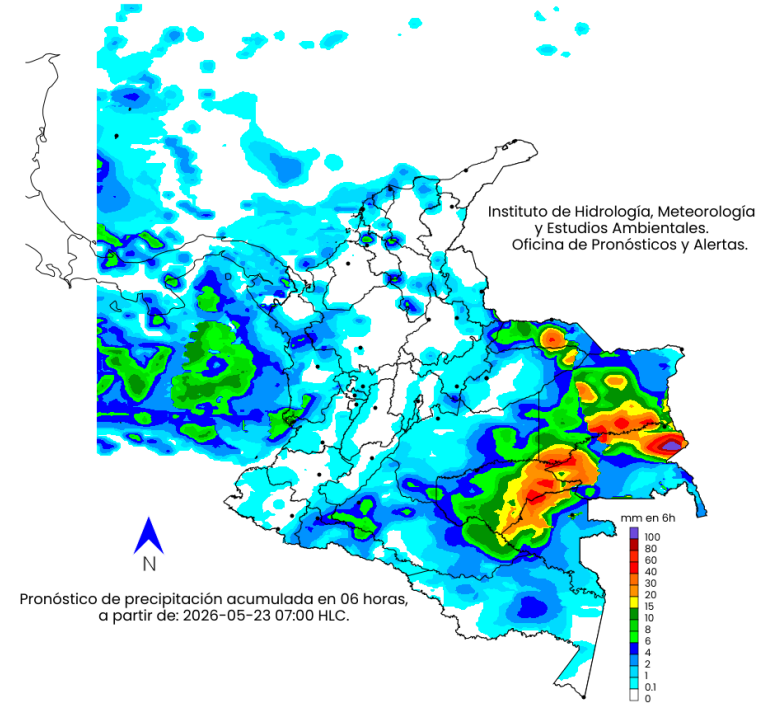 Instituto de Hidrología, Meteorología
y Estudios Ambientales.
Oficina de Pronósticos y Alertas.
mm en 6h
100
80
60
40
30
20
15
10
8
6
4
2
1
0.1
0
N
Pronóstico de precipitación acumulada en 06 horas,
a partir de: 2026-05-23 07:00 HLC.